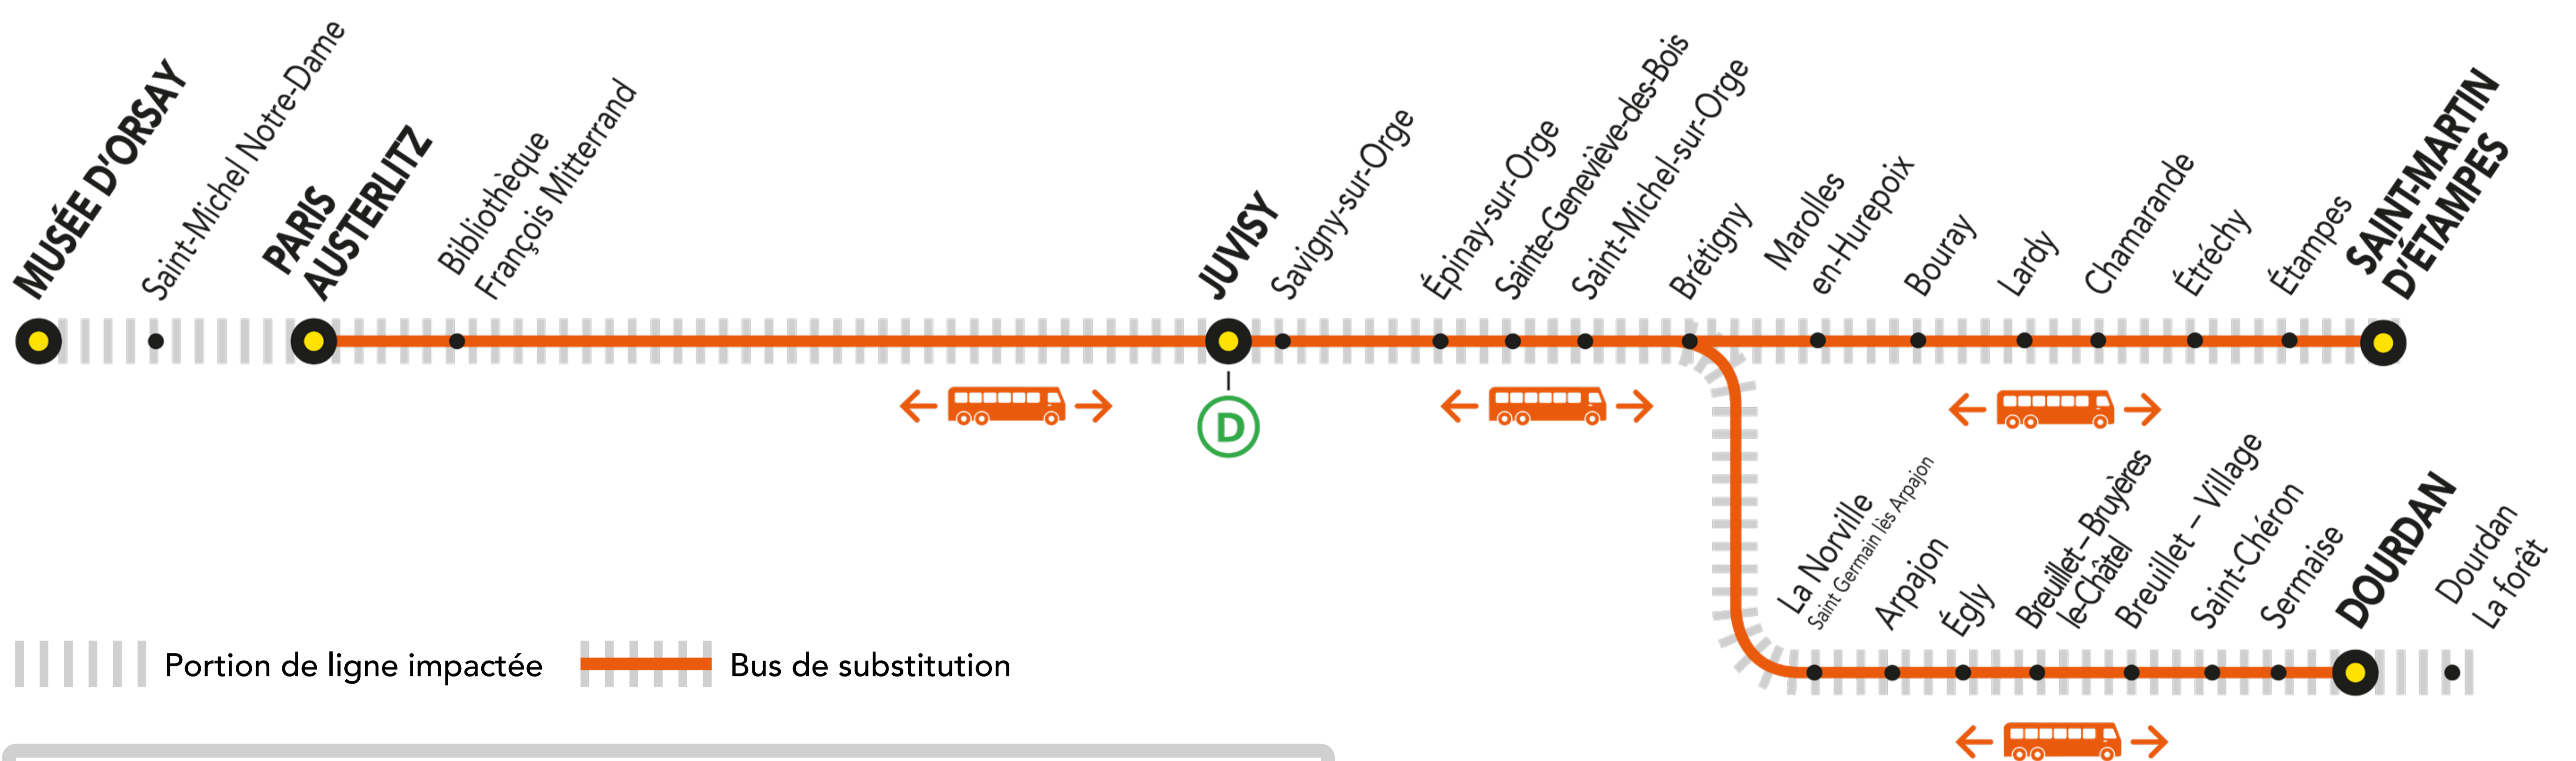 MUSÉE D'ORSAY
Saint-Michel Notre-Dame
PARIS
AUSTERLITZ
Bibliothèque
François Mitterrand
JUVISY
Savigny-sur-Orge
Épinay-sur-Orge
Sainte-Geneviève-des-Bois
Saint-Michel-sur-Orge
Brétigny
Marolles
en-Hurepoix
Bouray
Lardy
Chamarande
Étréchy
Étampes
SAINT-MARTIN
D'ÉTAMPES
D
La Norville
Saint Germain lès Arpajon
Arpajon
Égly
Breuillet – Bruyères
le-Châtel
Breuillet – Village
Saint-Chéron
Sermaise
DOURDAN
Dourdan
La forêt
Portion de ligne impactée
Bus de substitution